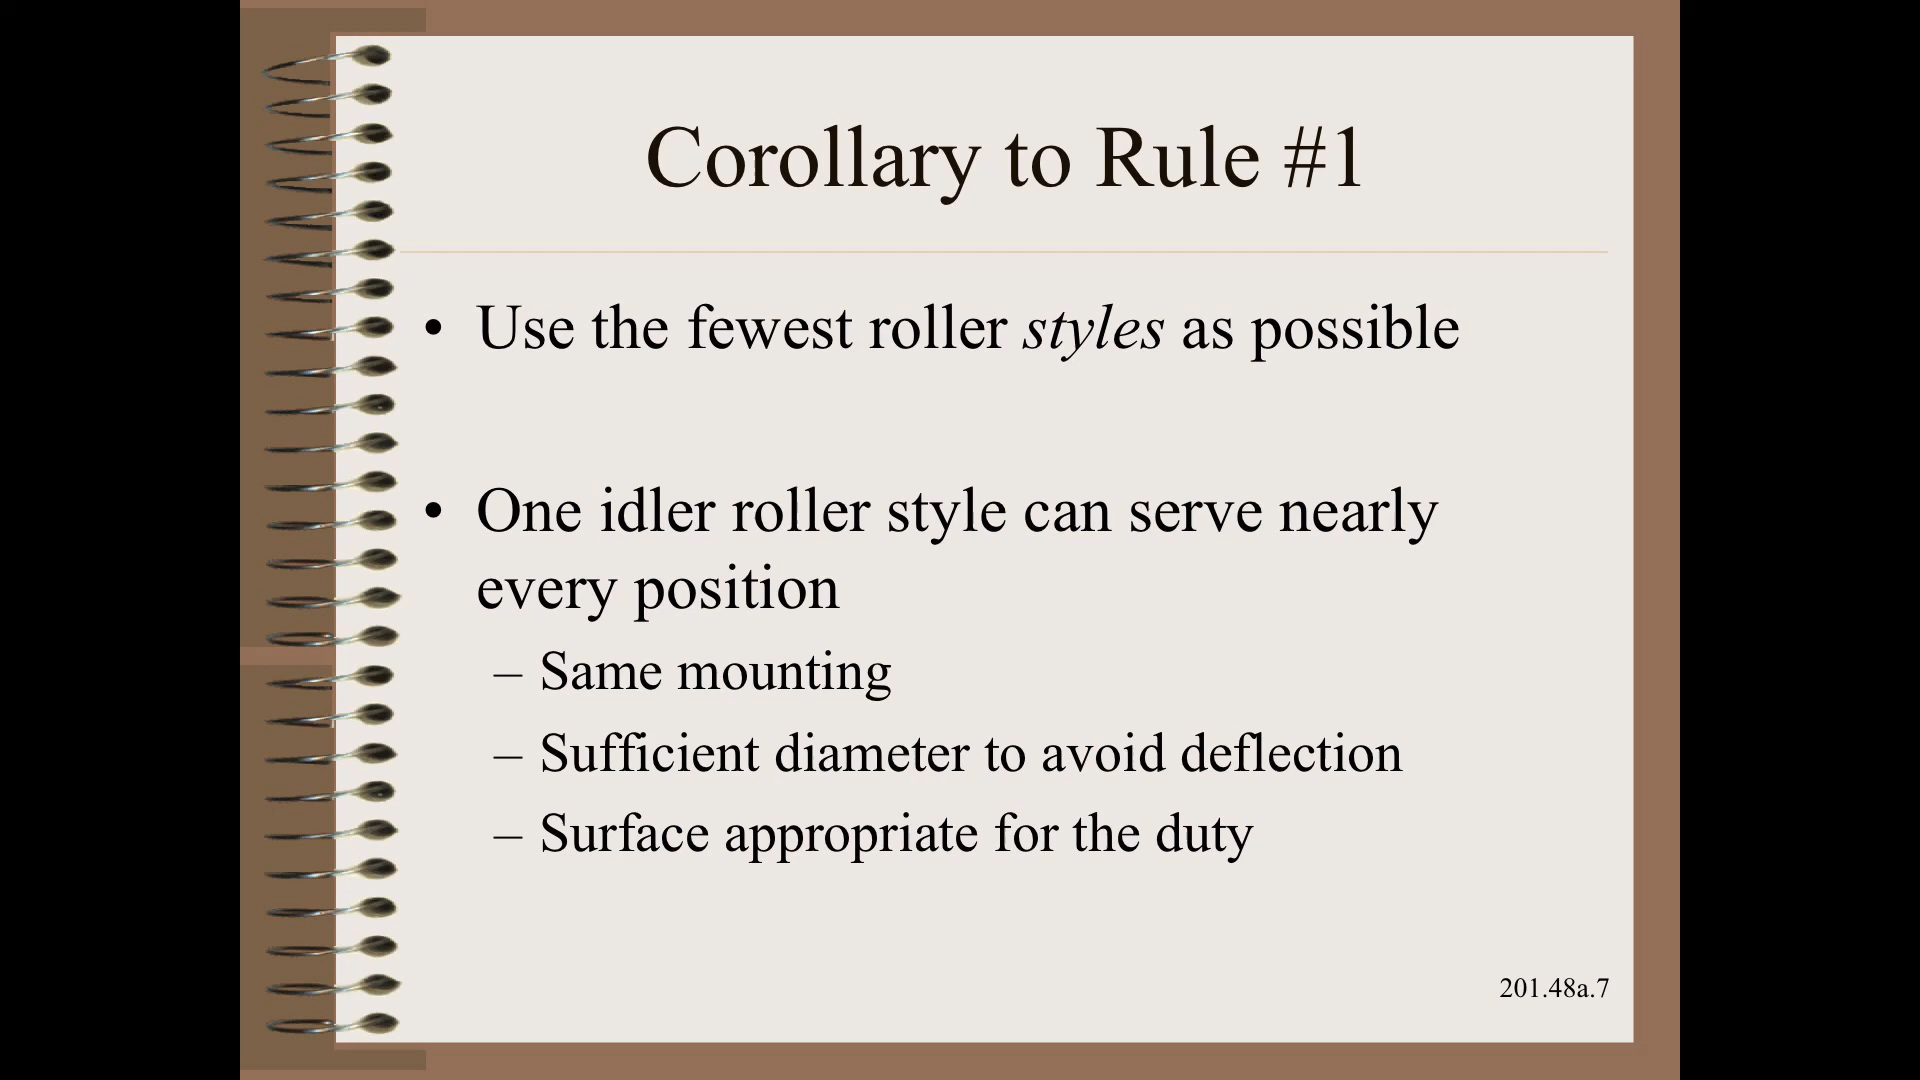 Corollary to Rule #1
• Use the fewest roller styles as possible
• One idler roller style can serve nearly
every position
– Same mounting
– Sufficient diameter to avoid deflection
– Surface appropriate for the duty
201.48a.7